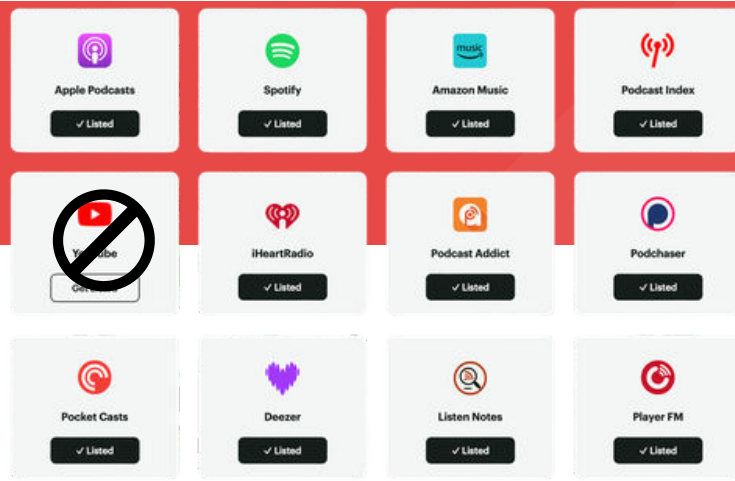 Apple Podcasts
✓ Listed
Spotify
✓ Listed
music
Amazon Music
✓ Listed
Podcast Index
✓ Listed
iHeartRadio
✓ Listed
Podcast Addict
✓ Listed
Podchaser
✓ Listed
Pocket Casts
✓ Listed
Deezer
✓ Listed
Listen Notes
✓ Listed
Player FM
✓ Listed